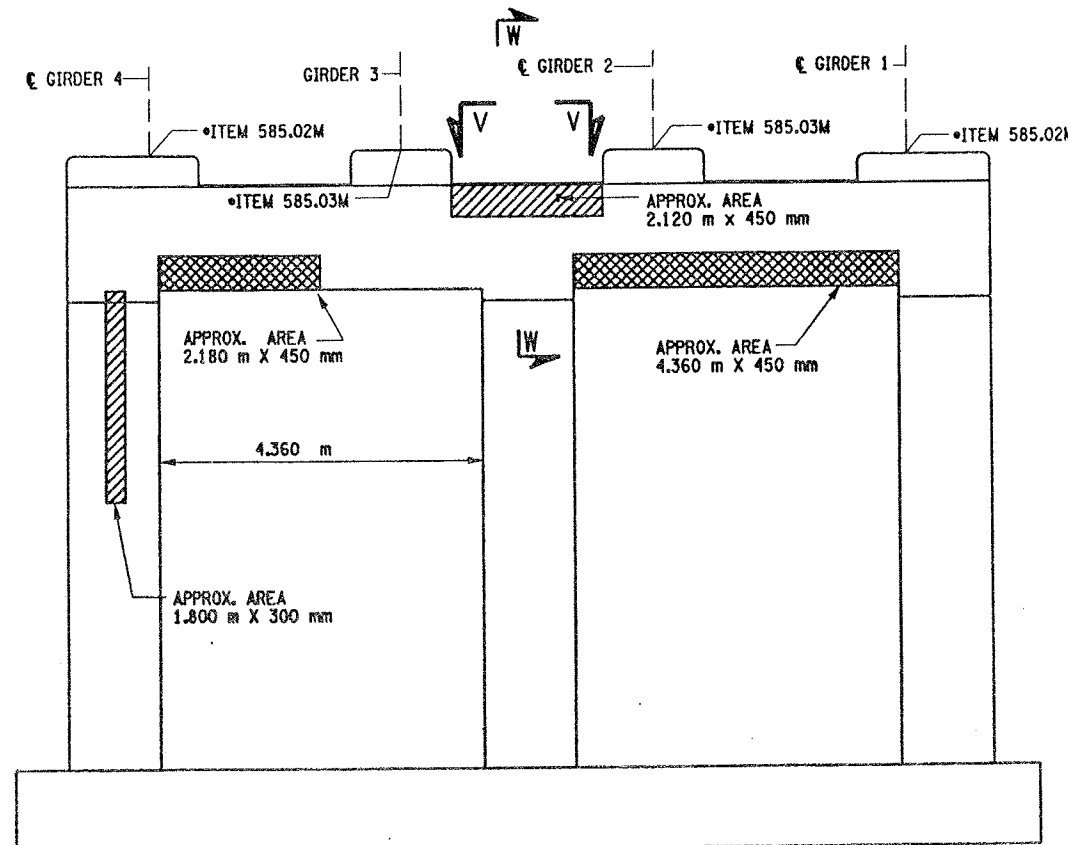 W
℄ GIRDER 4
GIRDER 3
℄ GIRDER 2
℄ GIRDER 1
V V
•ITEM 585.02M
•ITEM 585.03M
•ITEM 585.02M
•ITEM 585.03M
APPROX. AREA
2.120 m x 450 mm
APPROX. AREA
2.180 m X 450 mm
W
APPROX. AREA
4.360 m X 450 mm
4.360 m
APPROX. AREA
1.800 m X 300 mm